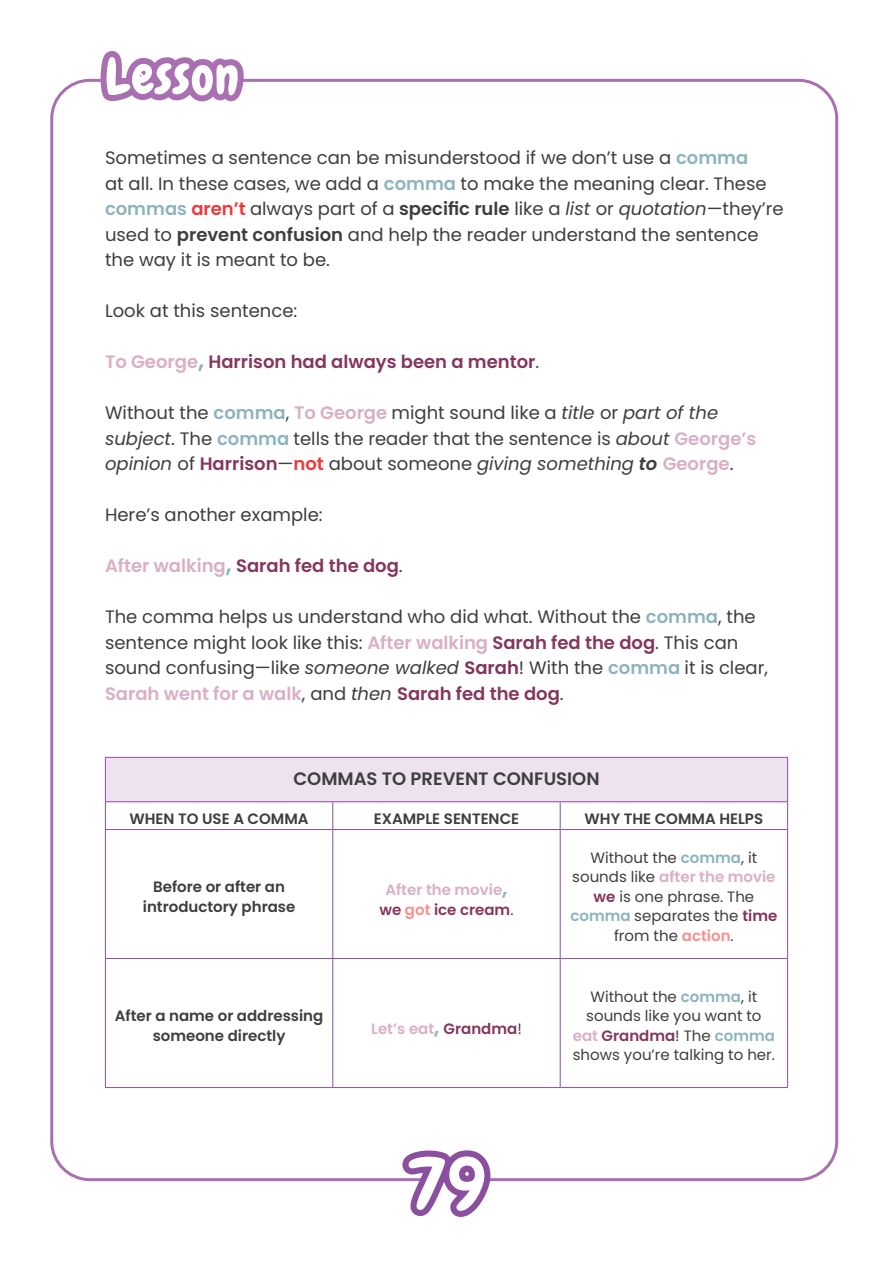 Lesson
Sometimes a sentence can be misunderstood if we don’t use a comma
at all. In these cases, we add a comma to make the meaning clear. These
commas aren’t always part of a specific rule like a list or quotation—they’re
used to prevent confusion and help the reader understand the sentence
the way it is meant to be.
Look at this sentence:
To George, Harrison had always been a mentor.
Without the comma, To George might sound like a title or part of the
subject. The comma tells the reader that the sentence is about George’s
opinion of Harrison—not about someone giving something to George.
Here’s another example:
After walking, Sarah fed the dog.
The comma helps us understand who did what. Without the comma, the
sentence might look like this: After walking Sarah fed the dog. This can
sound confusing—like someone walked Sarah! With the comma it is clear,
Sarah went for a walk, and then Sarah fed the dog.
COMMAS TO PREVENT CONFUSION
WHEN TO USE A COMMA
EXAMPLE SENTENCE
WHY THE COMMA HELPS
Before or after an
introductory phrase
After the movie,
we got ice cream.
Without the comma, it
sounds like after the movie
we is one phrase. The
comma separates the time
from the action.
After a name or addressing
someone directly
Let’s eat, Grandma!
Without the comma, it
sounds like you want to
eat Grandma! The comma
shows you’re talking to her.
79